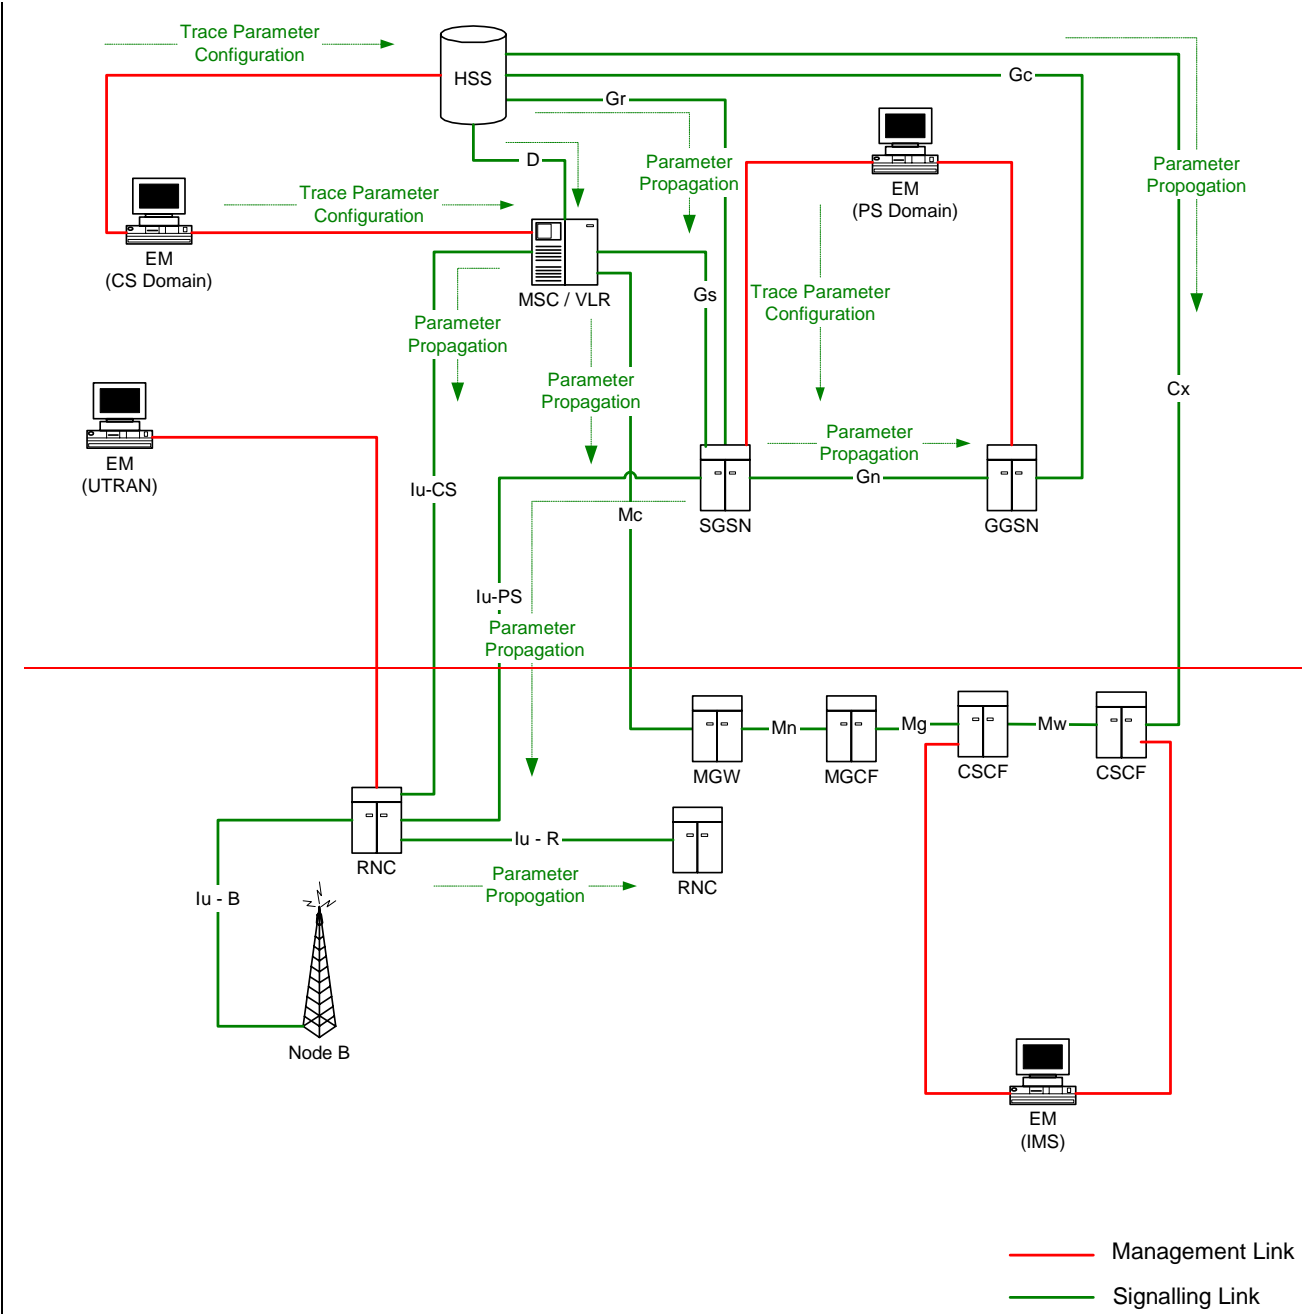 Trace Parameter
Configuration
HSS
Gc
Gr
D
Parameter
Propagation
EM
(PS Domain)
Parameter
Propogation
Trace Parameter
Configuration
EM
(CS Domain)
MSC / VLR
Gs
Trace Parameter
Configuration
Parameter
Propagation
Parameter
Propagation
Cx
EM
(UTRAN)
Parameter
Propagation
Iu-CS
Gn
Mc
SGSN
GGSN
Iu-PS
Parameter
Propagation
Mn
Mg
Mw
MGW
MGCF
CSCF
CSCF
Iu - R
RNC
Parameter
Propogation
RNC
Iu - B
Node B
EM
(IMS)
Management Link
Signalling Link